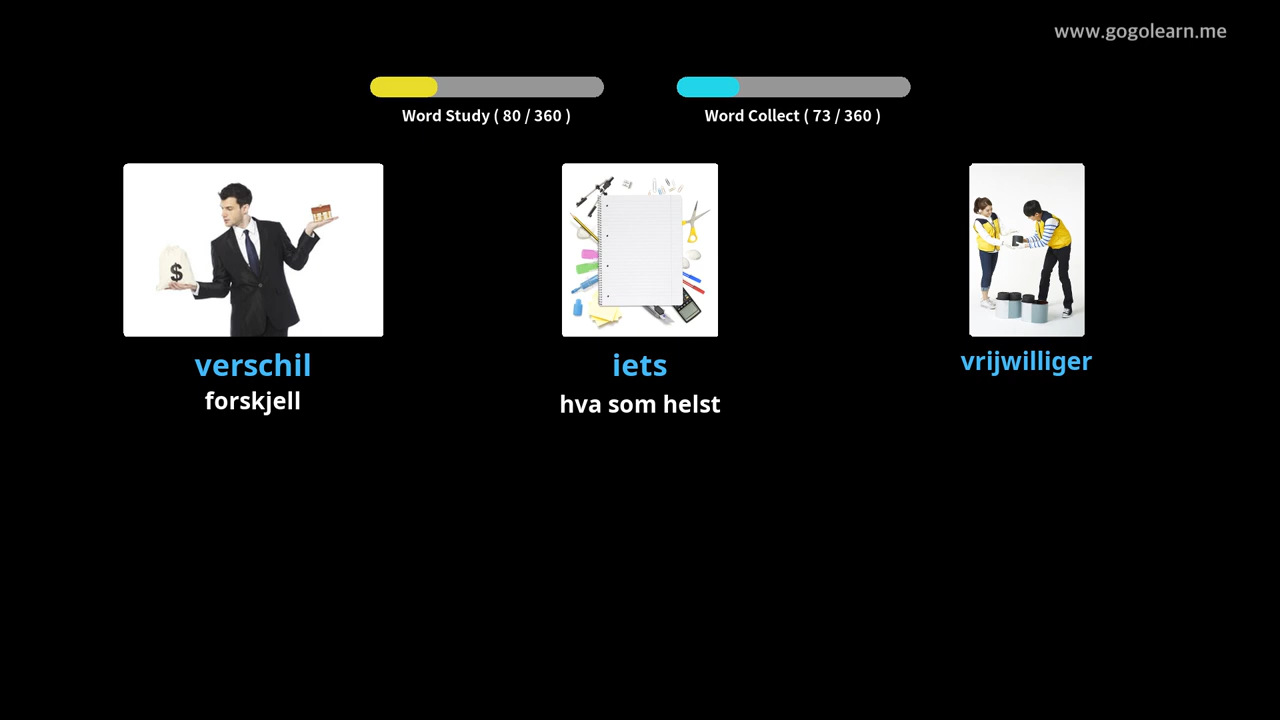 www.gogolearn.me
Word Study ( 80 / 360 )
Word Collect ( 73 / 360 )
$
verschil
forskjell
iets
hva som helst
vrijwilliger